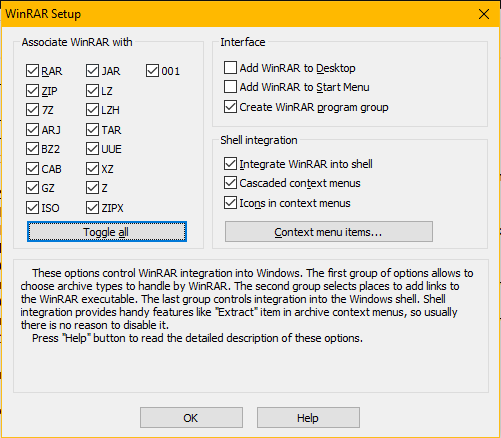 WinRAR Setup
Associate WinRAR with
RAR JAR 001
ZIP LZ
7Z LZH
ARJ TAR
BZ2 UUE
CAB XZ
GZ Z
ISO ZIPX
Toggle all
Interface
Add WinRAR to Desktop
Add WinRAR to Start Menu
Create WinRAR program group
Shell integration
Integrate WinRAR into shell
Cascaded context menus
Icons in context menus
Context menu items...
These options control WinRAR integration into Windows. The first group of options allows to
choose archive types to handle by WinRAR. The second group selects places to add links to
the WinRAR executable. The last group controls integration into the Windows shell. Shell
integration provides handy features like "Extract" item in archive context menus, so usually
there is no reason to disable it.
Press "Help" button to read the detailed description of these options.
OK
Help